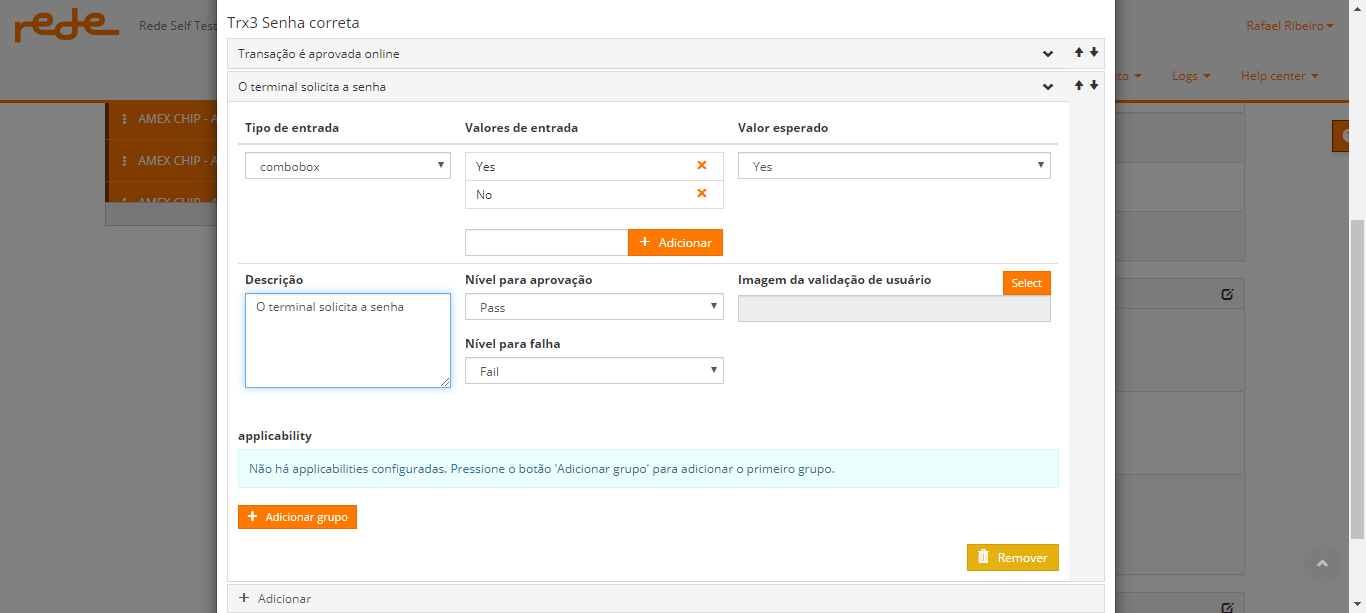 rede
Rede Self Test
Rafael Ribeiro
Logs
Help center
AMEX CHIP - A
AMEX CHIP - A
AMEX CHIP - A
Trx3 Senha correta
Transação é aprovada online
O terminal solicita a senha
Tipo de entrada
Valores de entrada
Valor esperado
combobox
Yes
Yes
No
Adicionar
Descrição
Nível para aprovação
Imagem da validação de usuário
Select
O terminal solicita a senha
Pass
Nível para falha
Fail
applicability
Não há applicabilities configuradas. Pressione o botão 'Adicionar grupo' para adicionar o primeiro grupo.
Adicionar grupo
Remover
Adicionar